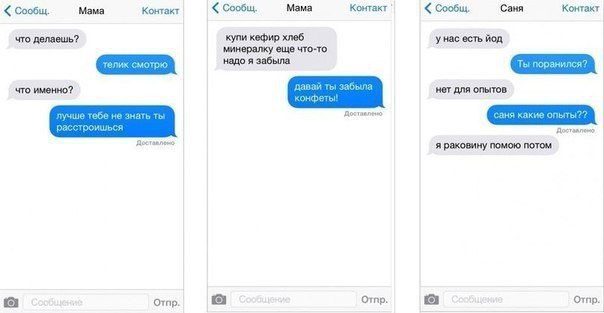 Сообщ. Мама Контакт
что делаешь?
телик смотрю
что именно?
лучше тебе не знать ты
расстроишься
Доставлено
Сообщение Отпр.
Сообщ. Мама Контакт
купи кефир хлеб
минералку еще что-то
надо я забыла
давай ты забыла
конфеты!
Доставлено
Сообщение Отпр.
Сообщ. Саня Контакт
у нас есть йод
Ты поранился?
нет для опытов
саня какие опыты??
Доставлено
я раковину помою потом
Сообщение Отпр.